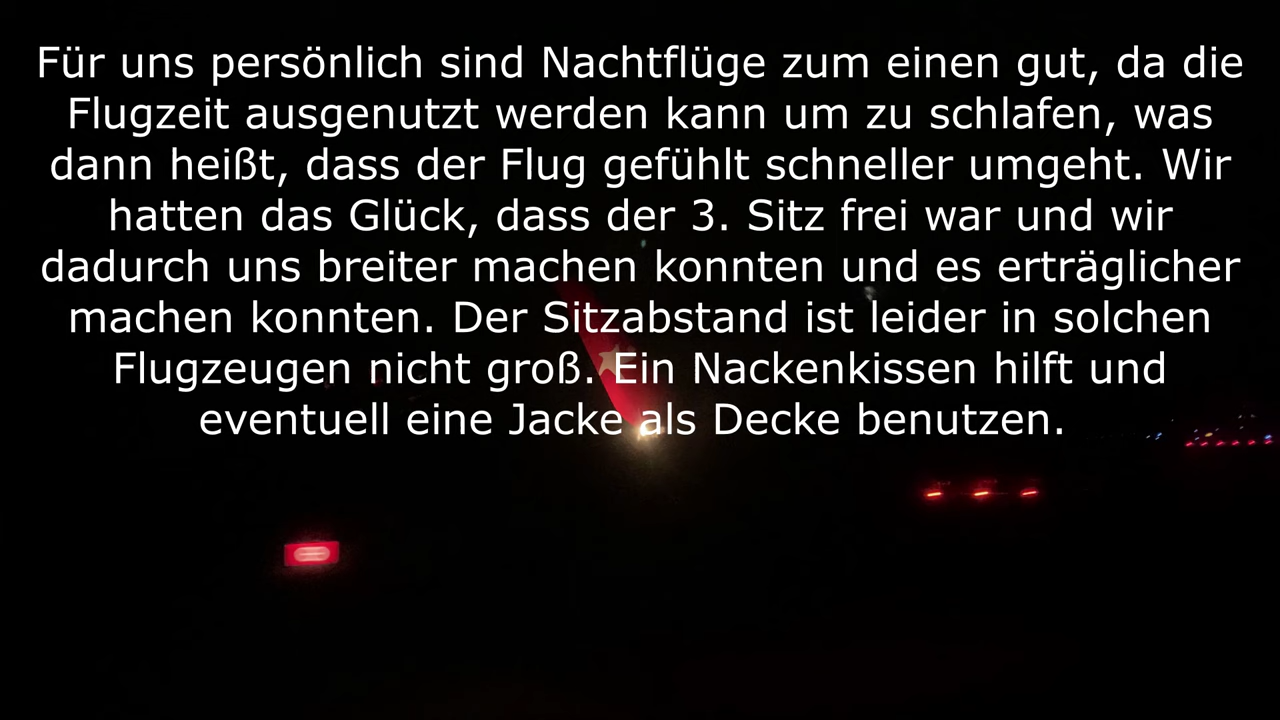 Für uns persönlich sind Nachtflüge zum einen gut, da die
Flugzeit ausgenutzt werden kann um zu schlafen, was
dann heißt, dass der Flug gefühlt schneller umgeht. Wir
hatten das Glück, dass der 3. Sitz frei war und wir
dadurch uns breiter machen konnten und es erträglicher
machen konnten. Der Sitzabstand ist leider in solchen
Flugzeugen nicht groß. Ein Nackenkissen hilft und
eventuell eine Jacke als Decke benutzen.